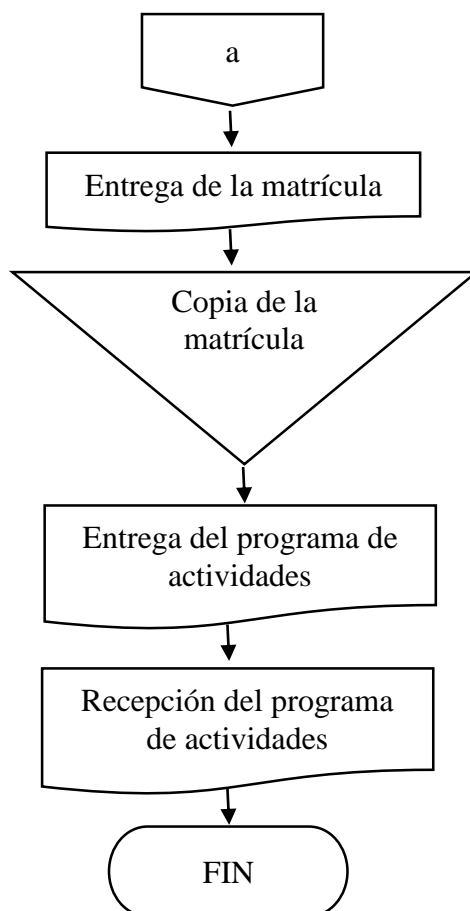 a
Entrega de la matrícula
Copia de la
matrícula
Entrega del programa de
actividades
Recepción del programa
de actividades
FIN